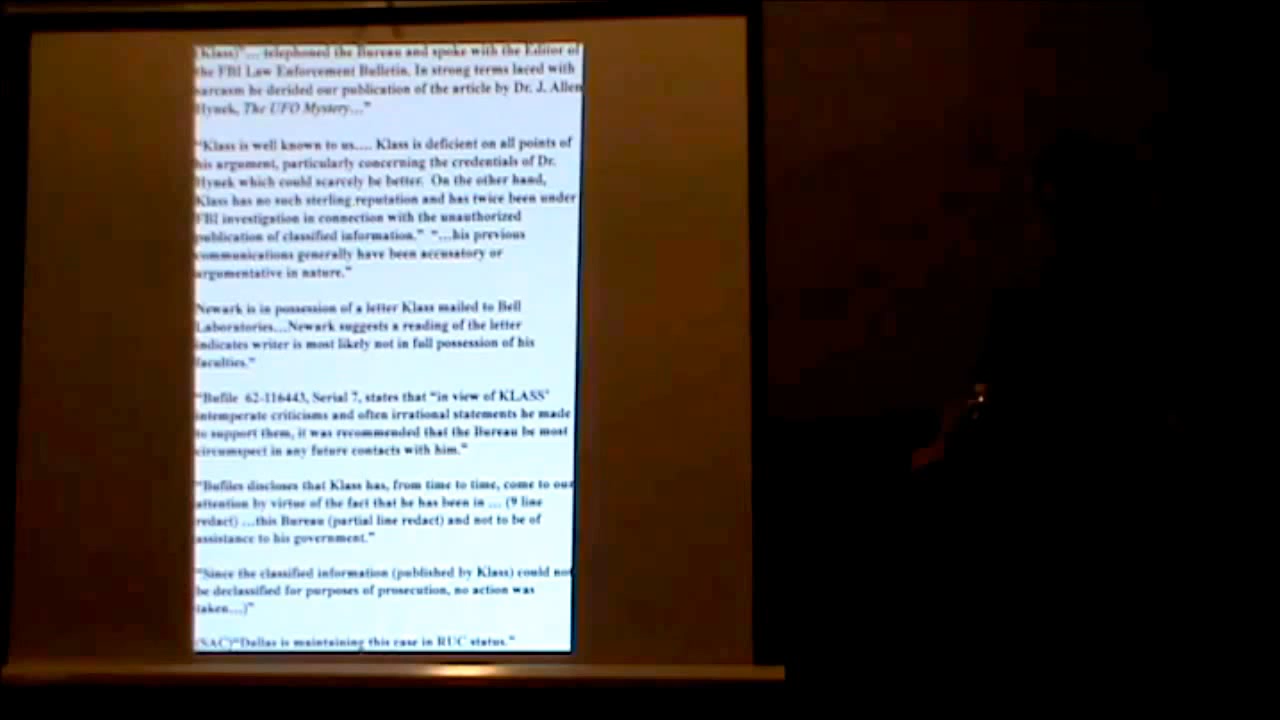 (Klass)"... telephoned the Bureau and spoke with the Editor of
the FBI Law Enforcement Bulletin. In strong terms laced with
sarcasm he derided our publication of the article by Dr. J. Allen
Hynek, The UFO Mystery..."
"Klass is well known to us.... Klass is deficient on all points of
his argument, particularly concerning the credentials of Dr.
Hynek which could scarcely be better. On the other hand,
Klass has no such sterling reputation and has twice been under
FBI investigation in connection with the unauthorized
publication of classified information." "...his previous
communications generally have been accusatory or
argumentative in nature."
Newark is in possession of a letter Klass mailed to Bell
Laboratories...Newark suggests a reading of the letter
indicates writer is most likely not in full possession of his
faculties."
"Bufile 62-116443, Serial 7, states that "in view of KLASS'
intemperate criticisms and often irrational statements he made
to support them, it was recommended that the Bureau be most
circumspect in any future contacts with him."
"Bufiles discloses that Klass has, from time to time, come to our
attention by virtue of the fact that he has been in ... (9 line
redact) ...this Bureau (partial line redact) and not to be of
assistance to his government."
"Since the classified information (published by Klass) could not
be declassified for purposes of prosecution, no action was
taken...)"
(SAC)"Dallas is maintaining this case in RUC status."